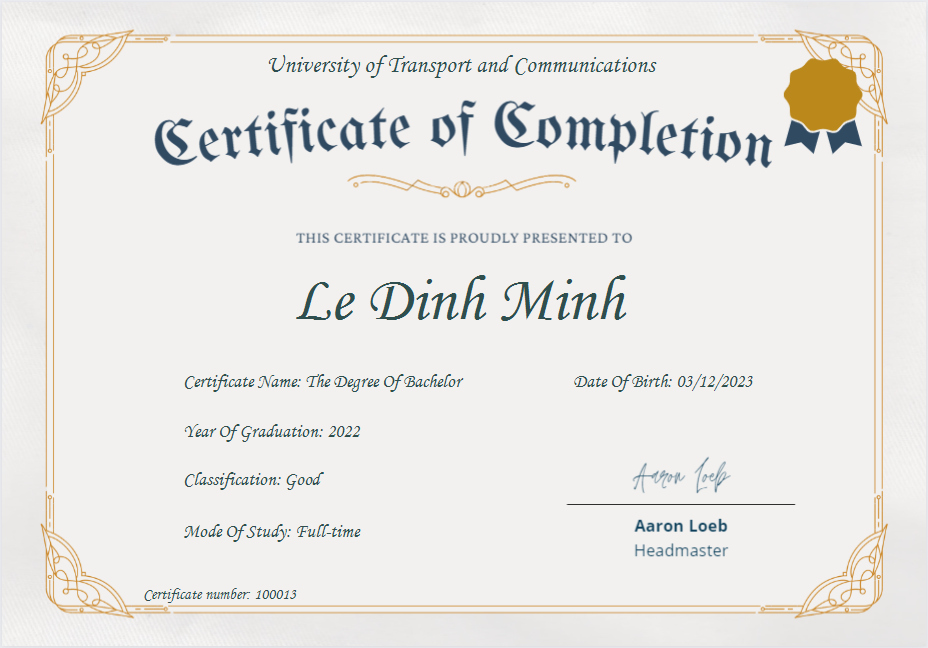 University of Transport and Communications
Certificate of Completion
THIS CERTIFICATE IS PROUDLY PRESENTED TO
Le Dinh Minh
Certificate Name: The Degree Of Bachelor
Date Of Birth: 03/12/2023
Year Of Graduation: 2022
Classification: Good
Mode Of Study: Full-time
Aaron Loeb
Aaron Loeb
Headmaster
Certificate number: 100013